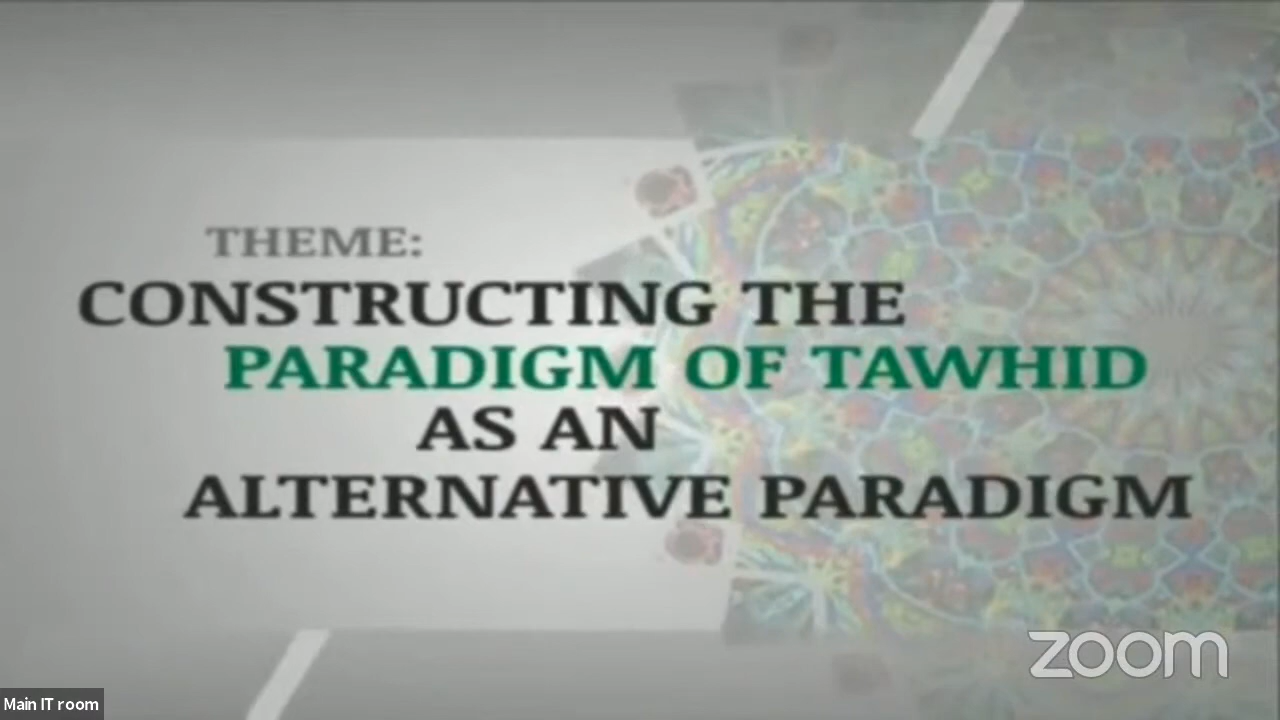 THEME:
CONSTRUCTING THE
PARADIGM OF TAWHID
AS AN
ALTERNATIVE PARADIGM
zoom
Main IT room